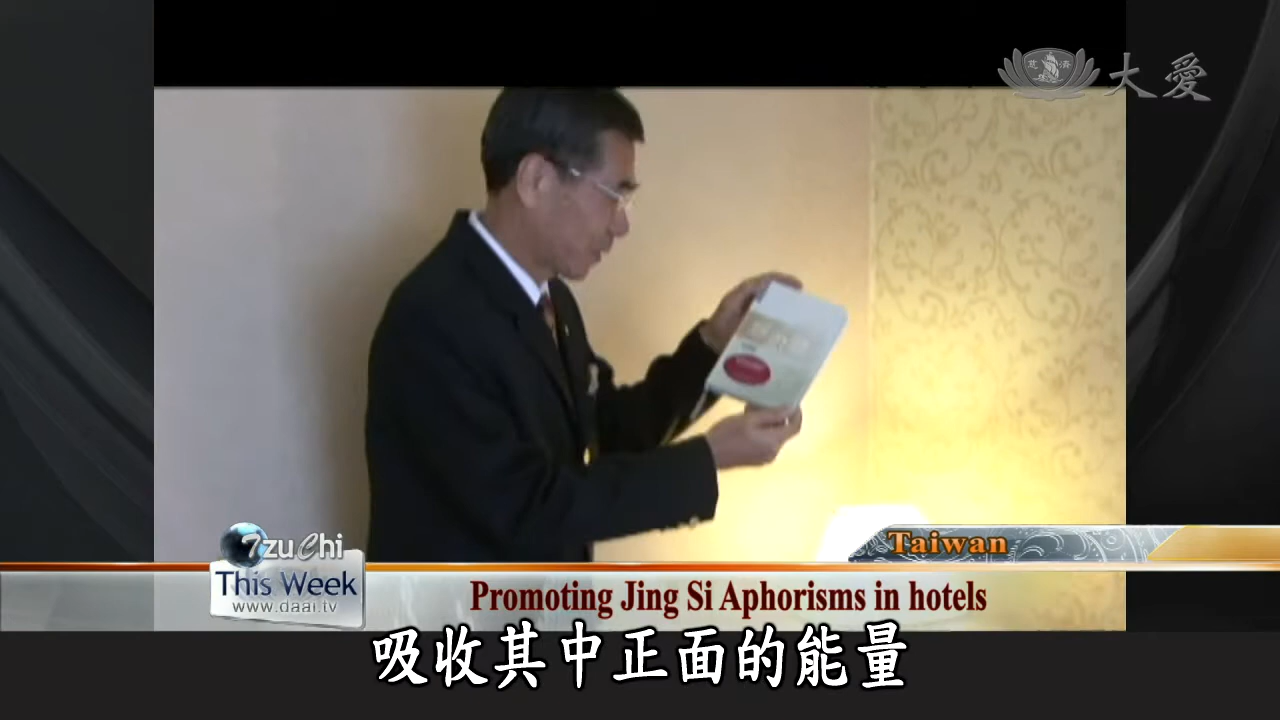 大愛
Taiwan
Tzu Chi
This Week
www.daai.tv
Promoting Jing Si Aphorisms in hotels
吸收其中正面的能量